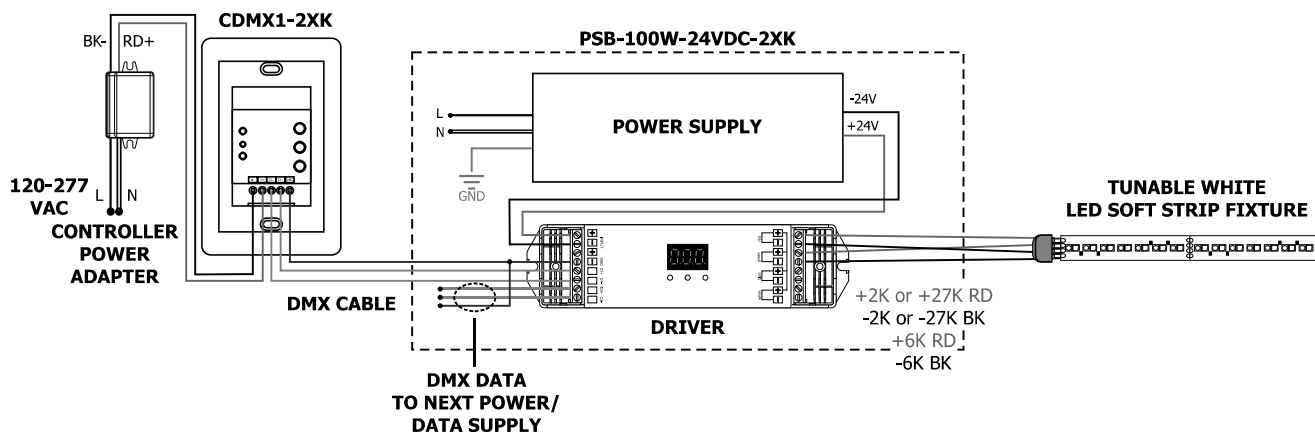 CDMX1-2XK
BK-
RD+
PSB-100W-24VDC-2XK
-24V
L
POWER SUPPLY
+24V
N
GND
120-277
VAC
L
N
CONTROLLER
POWER
ADAPTER
TUNABLE WHITE
LED SOFT STRIP FIXTURE
DMX CABLE
DRIVER
+2K or +27K RD
-2K or -27K BK
+6K RD
-6K BK
DMX DATA
TO NEXT POWER/
DATA SUPPLY